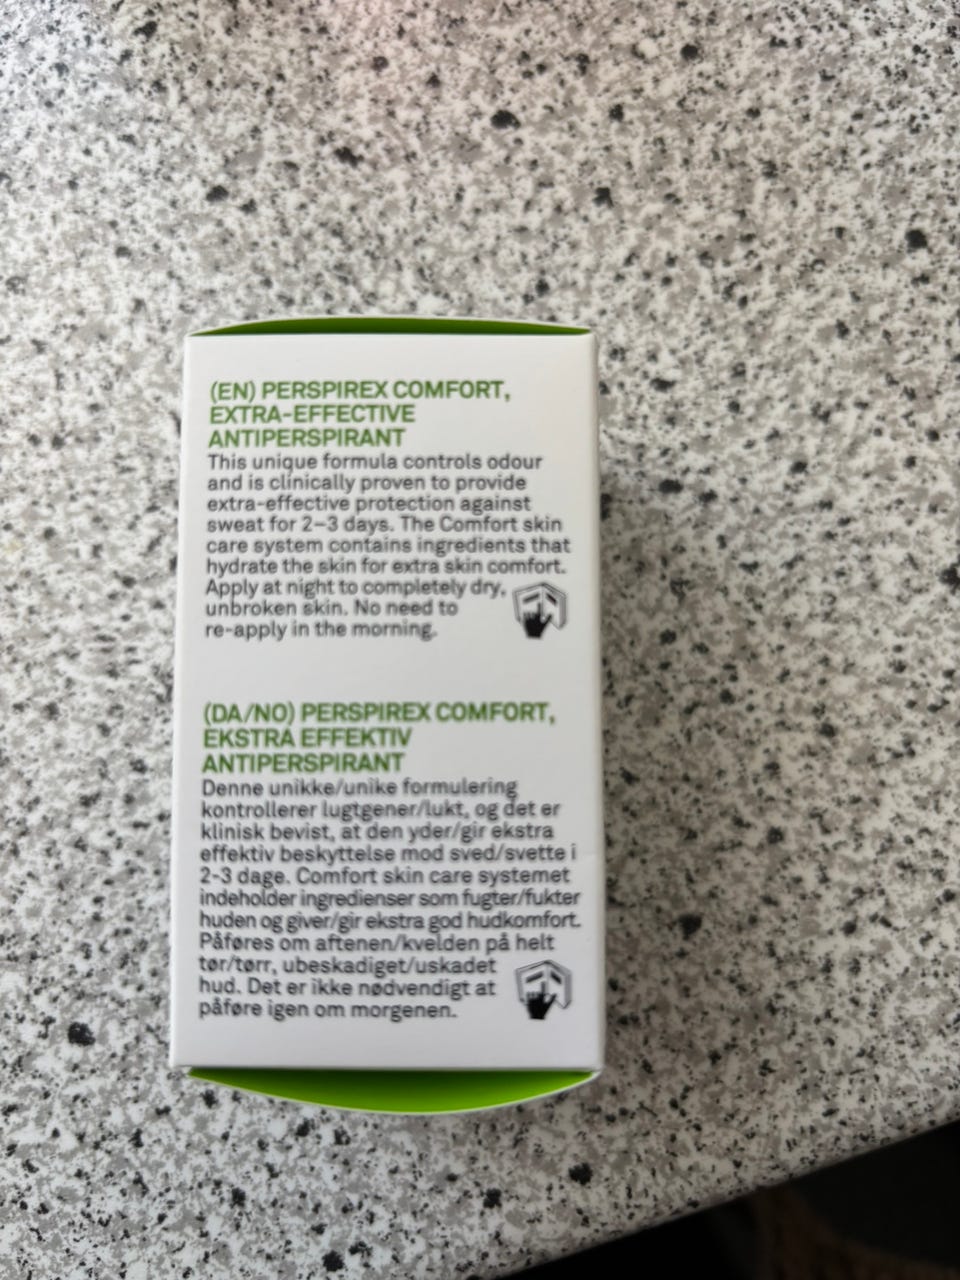 (EN) PERSPIREX COMFORT,
EXTRA-EFFECTIVE
ANTIPERSPIRANT
This unique formula controls odour
and is clinically proven to provide
extra-effective protection against
sweat for 2–3 days. The Comfort skin
care system contains ingredients that
hydrate the skin for extra skin comfort.
Apply at night to completely dry,
unbroken skin. No need to
re-apply in the morning.
(DA/NO) PERSPIREX COMFORT,
EKSTRA EFFEKTIV
ANTIPERSPIRANT
Denne unikke/unike formulering
kontrollerer lugtgener/lukt, og det er
klinisk bevist, at den yder/gir ekstra
effektiv beskyttelse mod sved/svette i
2-3 dage. Comfort skin care systemet
indeholder ingredienser som fugter/fukter
huden og giver/gir ekstra god hudkomfort.
Påføres om aftenen/kvelden på helt
tør/tørr, ubeskadiget/uskadet
hud. Det er ikke nødvendigt at
påføre igen om morgenen.